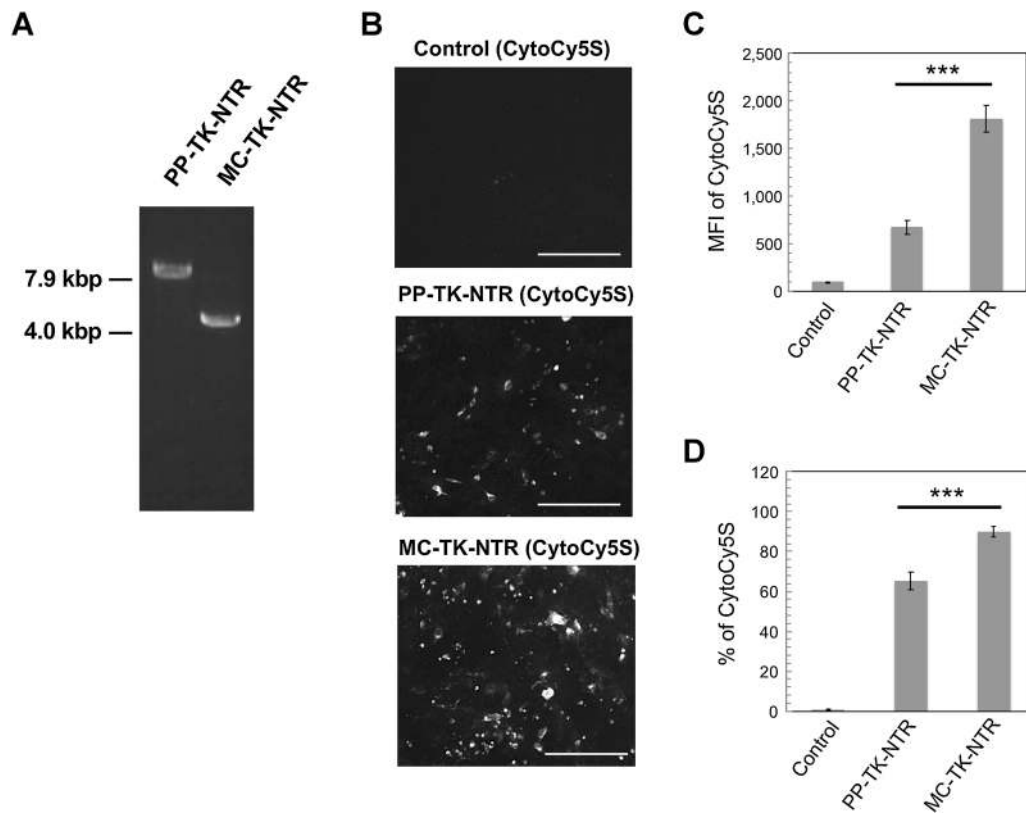 A
PP-TK-NTR
MC-TK-NTR
7.9 kbp
4.0 kbp
B
Control (CytoCy5S)
PP-TK-NTR (CytoCy5S)
MC-TK-NTR (CytoCy5S)
C
MFI of CytoCy5S
2,500
2,000
1,500
1,000
500
0
***
Control
PP-TK-NTR
MC-TK-NTR
D
% of CytoCy5S
120
100
80
60
40
20
0
***
Control
PP-TK-NTR
MC-TK-NTR